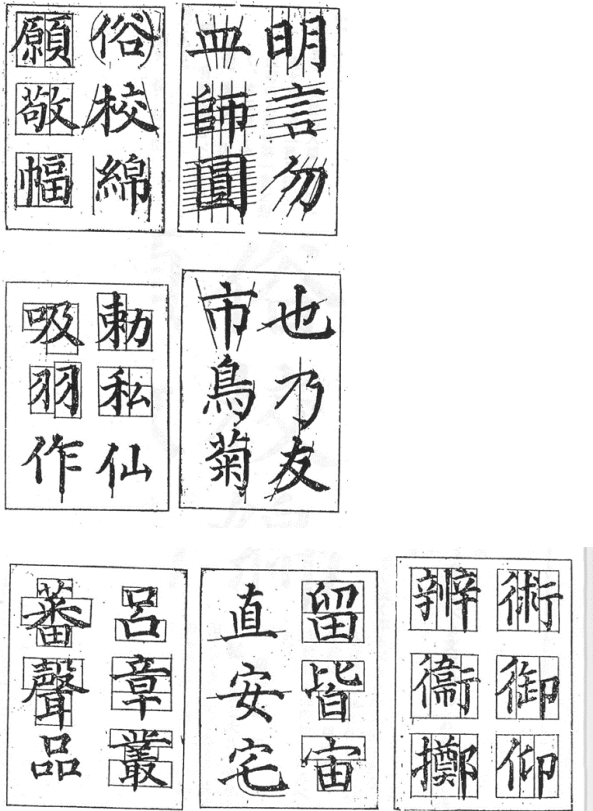 明言勿
皿師圓
俗校綿
願敬幅
也乃友
市鳥菊
勅私仙
吸羽作
術御仰
辨衞擲
留皆宙
直安宅
呂章叢
蕃聲品